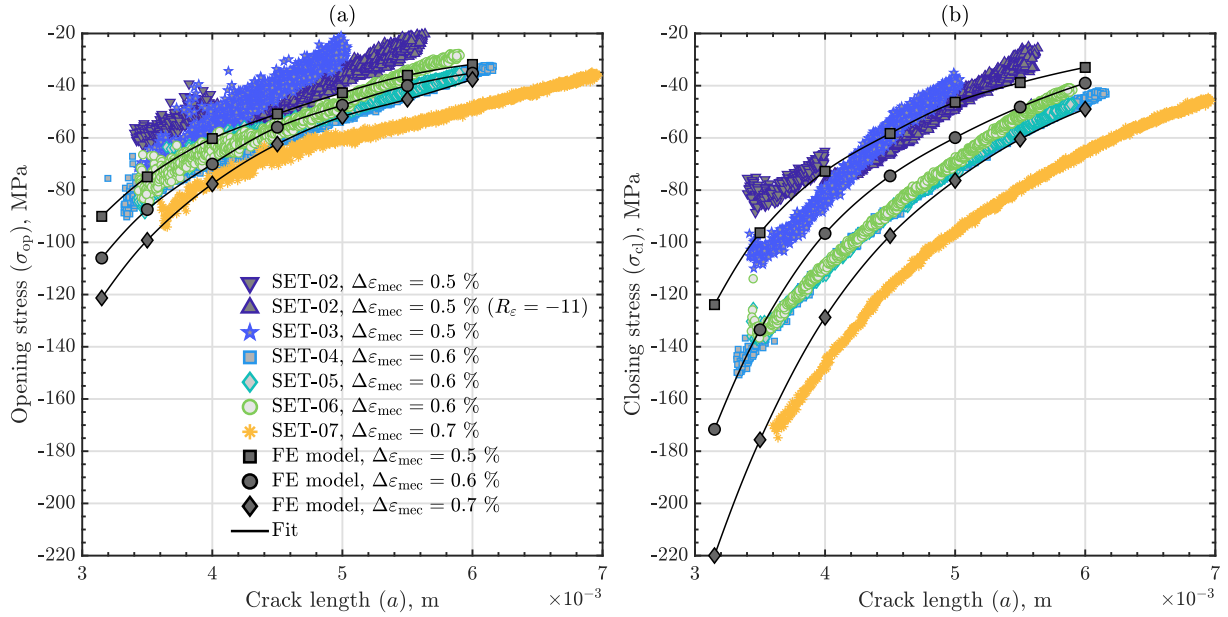 (a)
(b)
-20
-40
-60
-80
-100
-120
-140
-160
-180
-200
-220
Opening stress (σop), MPa
SET-02, Δεmec = 0.5 %
SET-02, Δεmec = 0.5 % (Rε = −11)
SET-03, Δεmec = 0.5 %
SET-04, Δεmec = 0.6 %
SET-05, Δεmec = 0.6 %
SET-06, Δεmec = 0.6 %
SET-07, Δεmec = 0.7 %
FE model, Δεmec = 0.5 %
FE model, Δεmec = 0.6 %
FE model, Δεmec = 0.7 %
Fit
3 4 5 6 7
Crack length (a), m
×10−3
-20
-40
-60
-80
-100
-120
-140
-160
-180
-200
-220
Closing stress (σcl), MPa
3 4 5 6 7
Crack length (a), m
×10−3